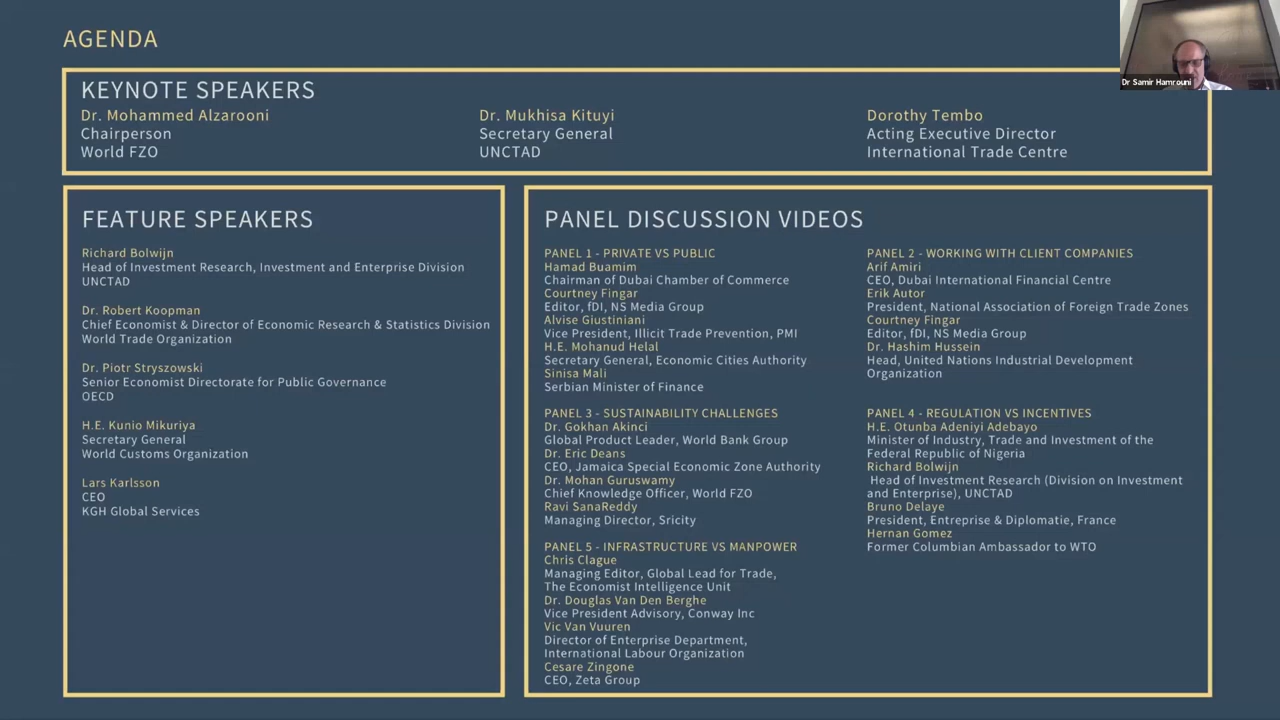 AGENDA
Dr Samir Hamrouni
KEYNOTE SPEAKERS
Dr. Mohammed Alzarooni
Chairperson
World FZO
Dr. Mukhisa Kituyi
Secretary General
UNCTAD
Dorothy Tembo
Acting Executive Director
International Trade Centre
FEATURE SPEAKERS
Richard Bolwijn
Head of Investment Research, Investment and Enterprise Division
UNCTAD
Dr. Robert Koopman
Chief Economist & Director of Economic Research & Statistics Division
World Trade Organization
Dr. Piotr Stryszowski
Senior Economist Directorate for Public Governance
OECD
H.E. Kunio Mikuriya
Secretary General
World Customs Organization
Lars Karlsson
CEO
KGH Global Services
PANEL DISCUSSION VIDEOS
PANEL 1 - PRIVATE VS PUBLIC
Hamad Buamim
Chairman of Dubai Chamber of Commerce
Courtney Fingar
Editor, fDI, NS Media Group
Alvise Giustiniani
Vice President, Illicit Trade Prevention, PMI
H.E. Mohanud Helal
Secretary General, Economic Cities Authority
Sinisa Mali
Serbian Minister of Finance
PANEL 2 - WORKING WITH CLIENT COMPANIES
Arif Amiri
CEO, Dubai International Financial Centre
Erik Autor
President, National Association of Foreign Trade Zones
Courtney Fingar
Editor, fDI, NS Media Group
Dr. Hashim Hussein
Head, United Nations Industrial Development
Organization
PANEL 3 - SUSTAINABILITY CHALLENGES
Dr. Gokhan Akinci
Global Product Leader, World Bank Group
Dr. Eric Deans
CEO, Jamaica Special Economic Zone Authority
Dr. Mohan Guruswamy
Chief Knowledge Officer, World FZO
Ravi SanaReddy
Managing Director, Sricity
PANEL 4 - REGULATION VS INCENTIVES
H.E. Otunba Adeniyi Adebayo
Minister of Industry, Trade and Investment of the
Federal Republic of Nigeria
Richard Bolwijn
Head of Investment Research (Division on Investment
and Enterprise), UNCTAD
Bruno Delaye
President, Entreprise & Diplomatie, France
Hernan Gomez
Former Columbian Ambassador to WTO
PANEL 5 - INFRASTRUCTURE VS MANPOWER
Chris Clague
Managing Editor, Global Lead for Trade,
The Economist Intelligence Unit
Dr. Douglas Van Den Berghe
Vice President Advisory, Conway Inc
Vic Van Vuuren
Director of Enterprise Department,
International Labour Organization
Cesare Zingone
CEO, Zeta Group